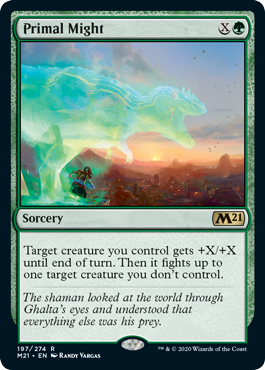 Primal Might X
Sorcery M21
Target creature you control gets +X/+X
until end of turn. Then it fights up to
one target creature you don't control.
The shaman looked at the world through
Ghalta's eyes and understood that
everything else was his prey.
197/274 R
M21 • EN RANDY VARGAS ™ & © 2020 Wizards of the Coast